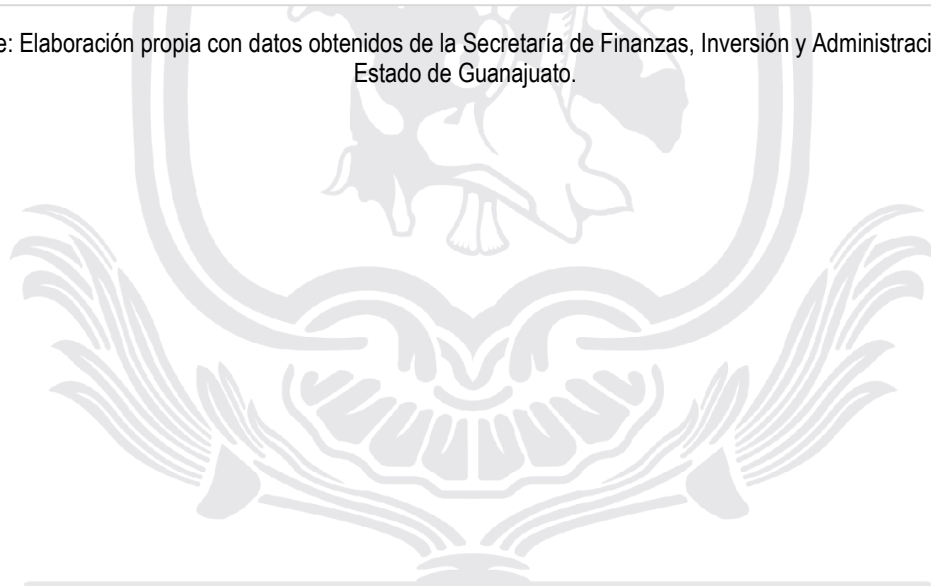 e: Elaboración propia con datos obtenidos de la Secretaría de Finanzas, Inversión y Administraci
Estado de Guanajuato.